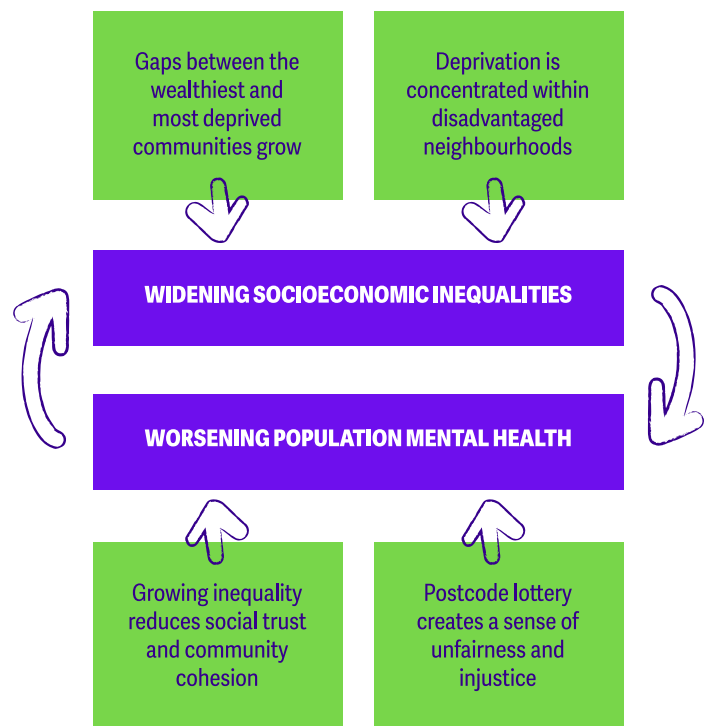 Gaps between the
wealthiest and
most deprived
communities grow
Deprivation is
concentrated within
disadvantaged
neighbourhoods
WIDENING SOCIOECONOMIC INEQUALITIES
WORSENING POPULATION MENTAL HEALTH
Growing inequality
reduces social trust
and community
cohesion
Postcode lottery
creates a sense of
unfairness and
injustice